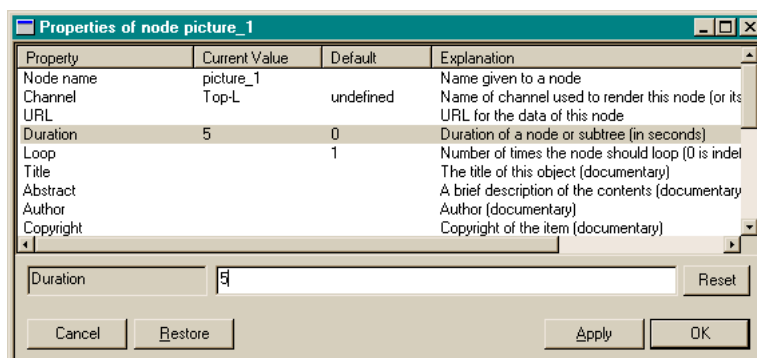 Properties of node picture_1
Property Current Value Default Explanation
Node name picture_1 Name given to a node
Channel Top-L undefined Name of channel used to render this node (or its
URL URL for the data of this node
Duration 5 0 Duration of a node or subtree (in seconds)
Loop 1 Number of times the node should loop (0 is indef
Title The title of this object (documentary)
Abstract A brief description of the contents (documentary
Author Author (documentary)
Copyright Copyright of the item (documentary)
Duration 5 Reset
Cancel Restore Apply OK